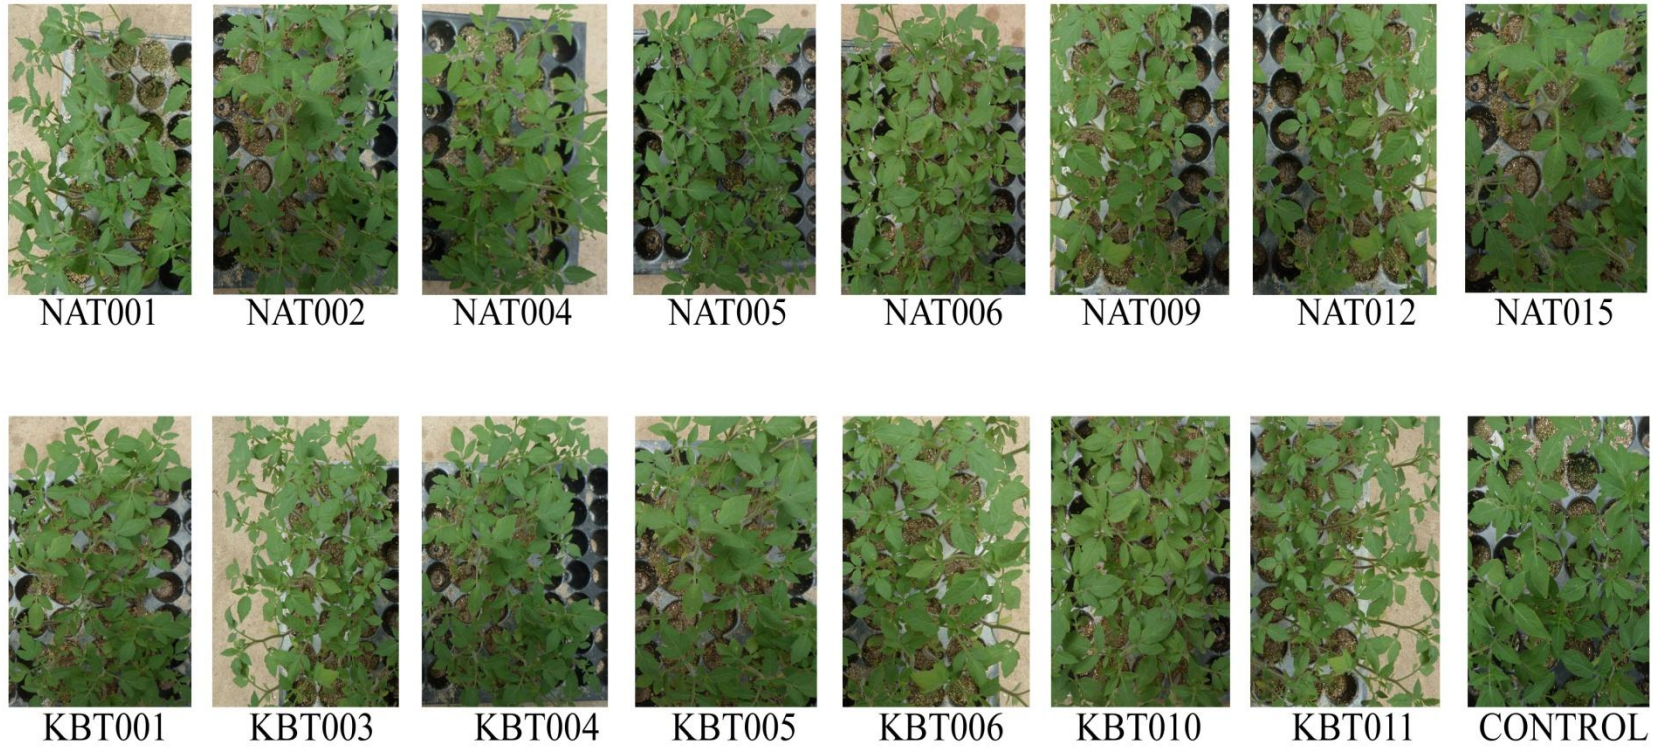 NAT001 NAT002 NAT004 NAT005 NAT006 NAT009 NAT012 NAT015
KBT001 KBT003 KBT004 KBT005 KBT006 KBT010 KBT011 CONTROL